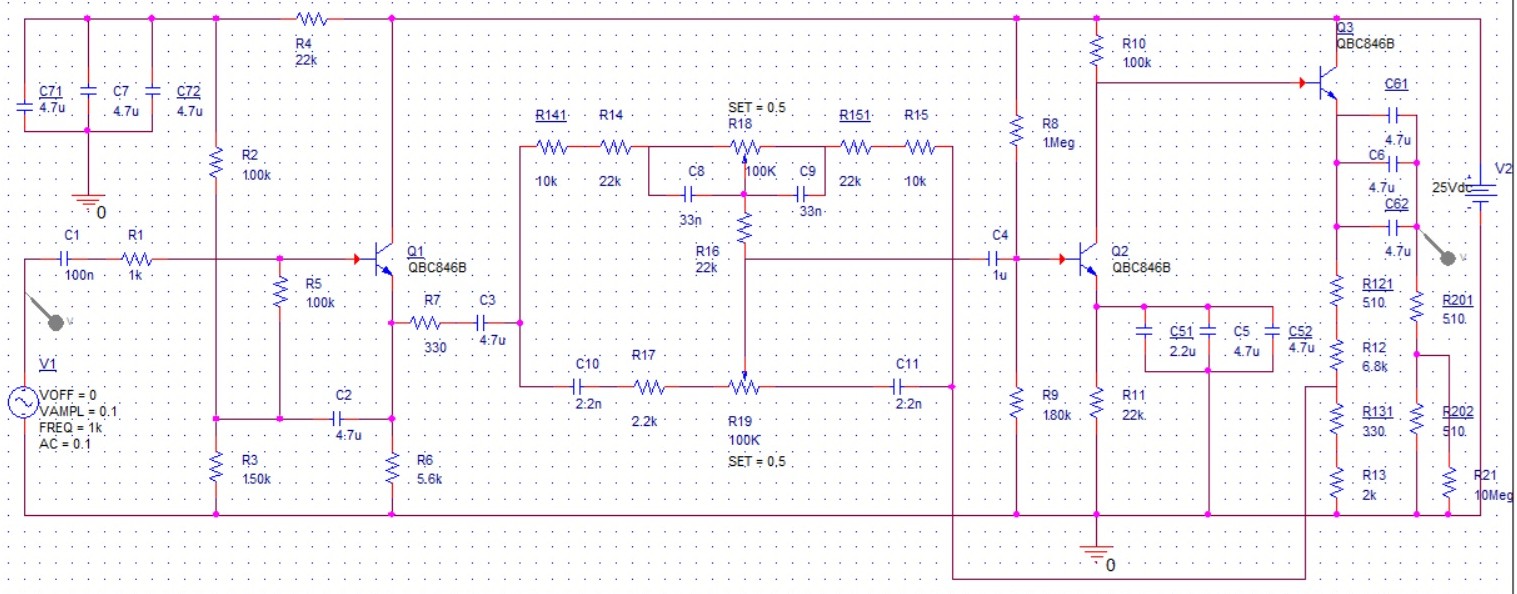 C71
4.7u
C7
4.7u
C72
4.7u
0
R4
22k
R2
100k
C1
100n
R1
1k
R5
100k
Q1
QBC846B
R7
330
C3
4.7u
V
V1
VOFF = 0
VAMPL = 0.1
FREQ = 1k
AC = 0.1
C2
4.7u
R3
150k
R6
5.6k
R141
10k
R14
22k
SET = 0.5
R18
100K
R151
22k
R15
10k
C8
33n
C9
33n
R16
22k
C10
2.2n
R17
2.2k
R19
100K
SET = 0.5
C11
2.2n
C4
1u
R8
1Meg
R10
100k
Q2
QBC846B
R9
180k
R11
22k.
C51
2.2u
C5
4.7u
C52
4.7u
0
Q3
QBC846B
C61
4.7u
C6
4.7u
C62
4.7u
V2
25Vdc
V
R121
510.
R12
6.8k
R131
330.
R13
2k
R201
510.
R202
510.
R21
10Meg